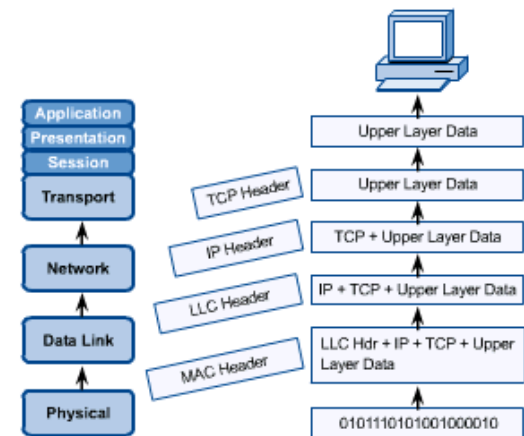 Application
Presentation
Session
Transport
Network
Data Link
Physical
TCP Header
IP Header
LLC Header
MAC Header
Upper Layer Data
Upper Layer Data
TCP + Upper Layer Data
IP + TCP + Upper Layer Data
LLC Hdr + IP + TCP + Upper
Layer Data
0101110101001000010